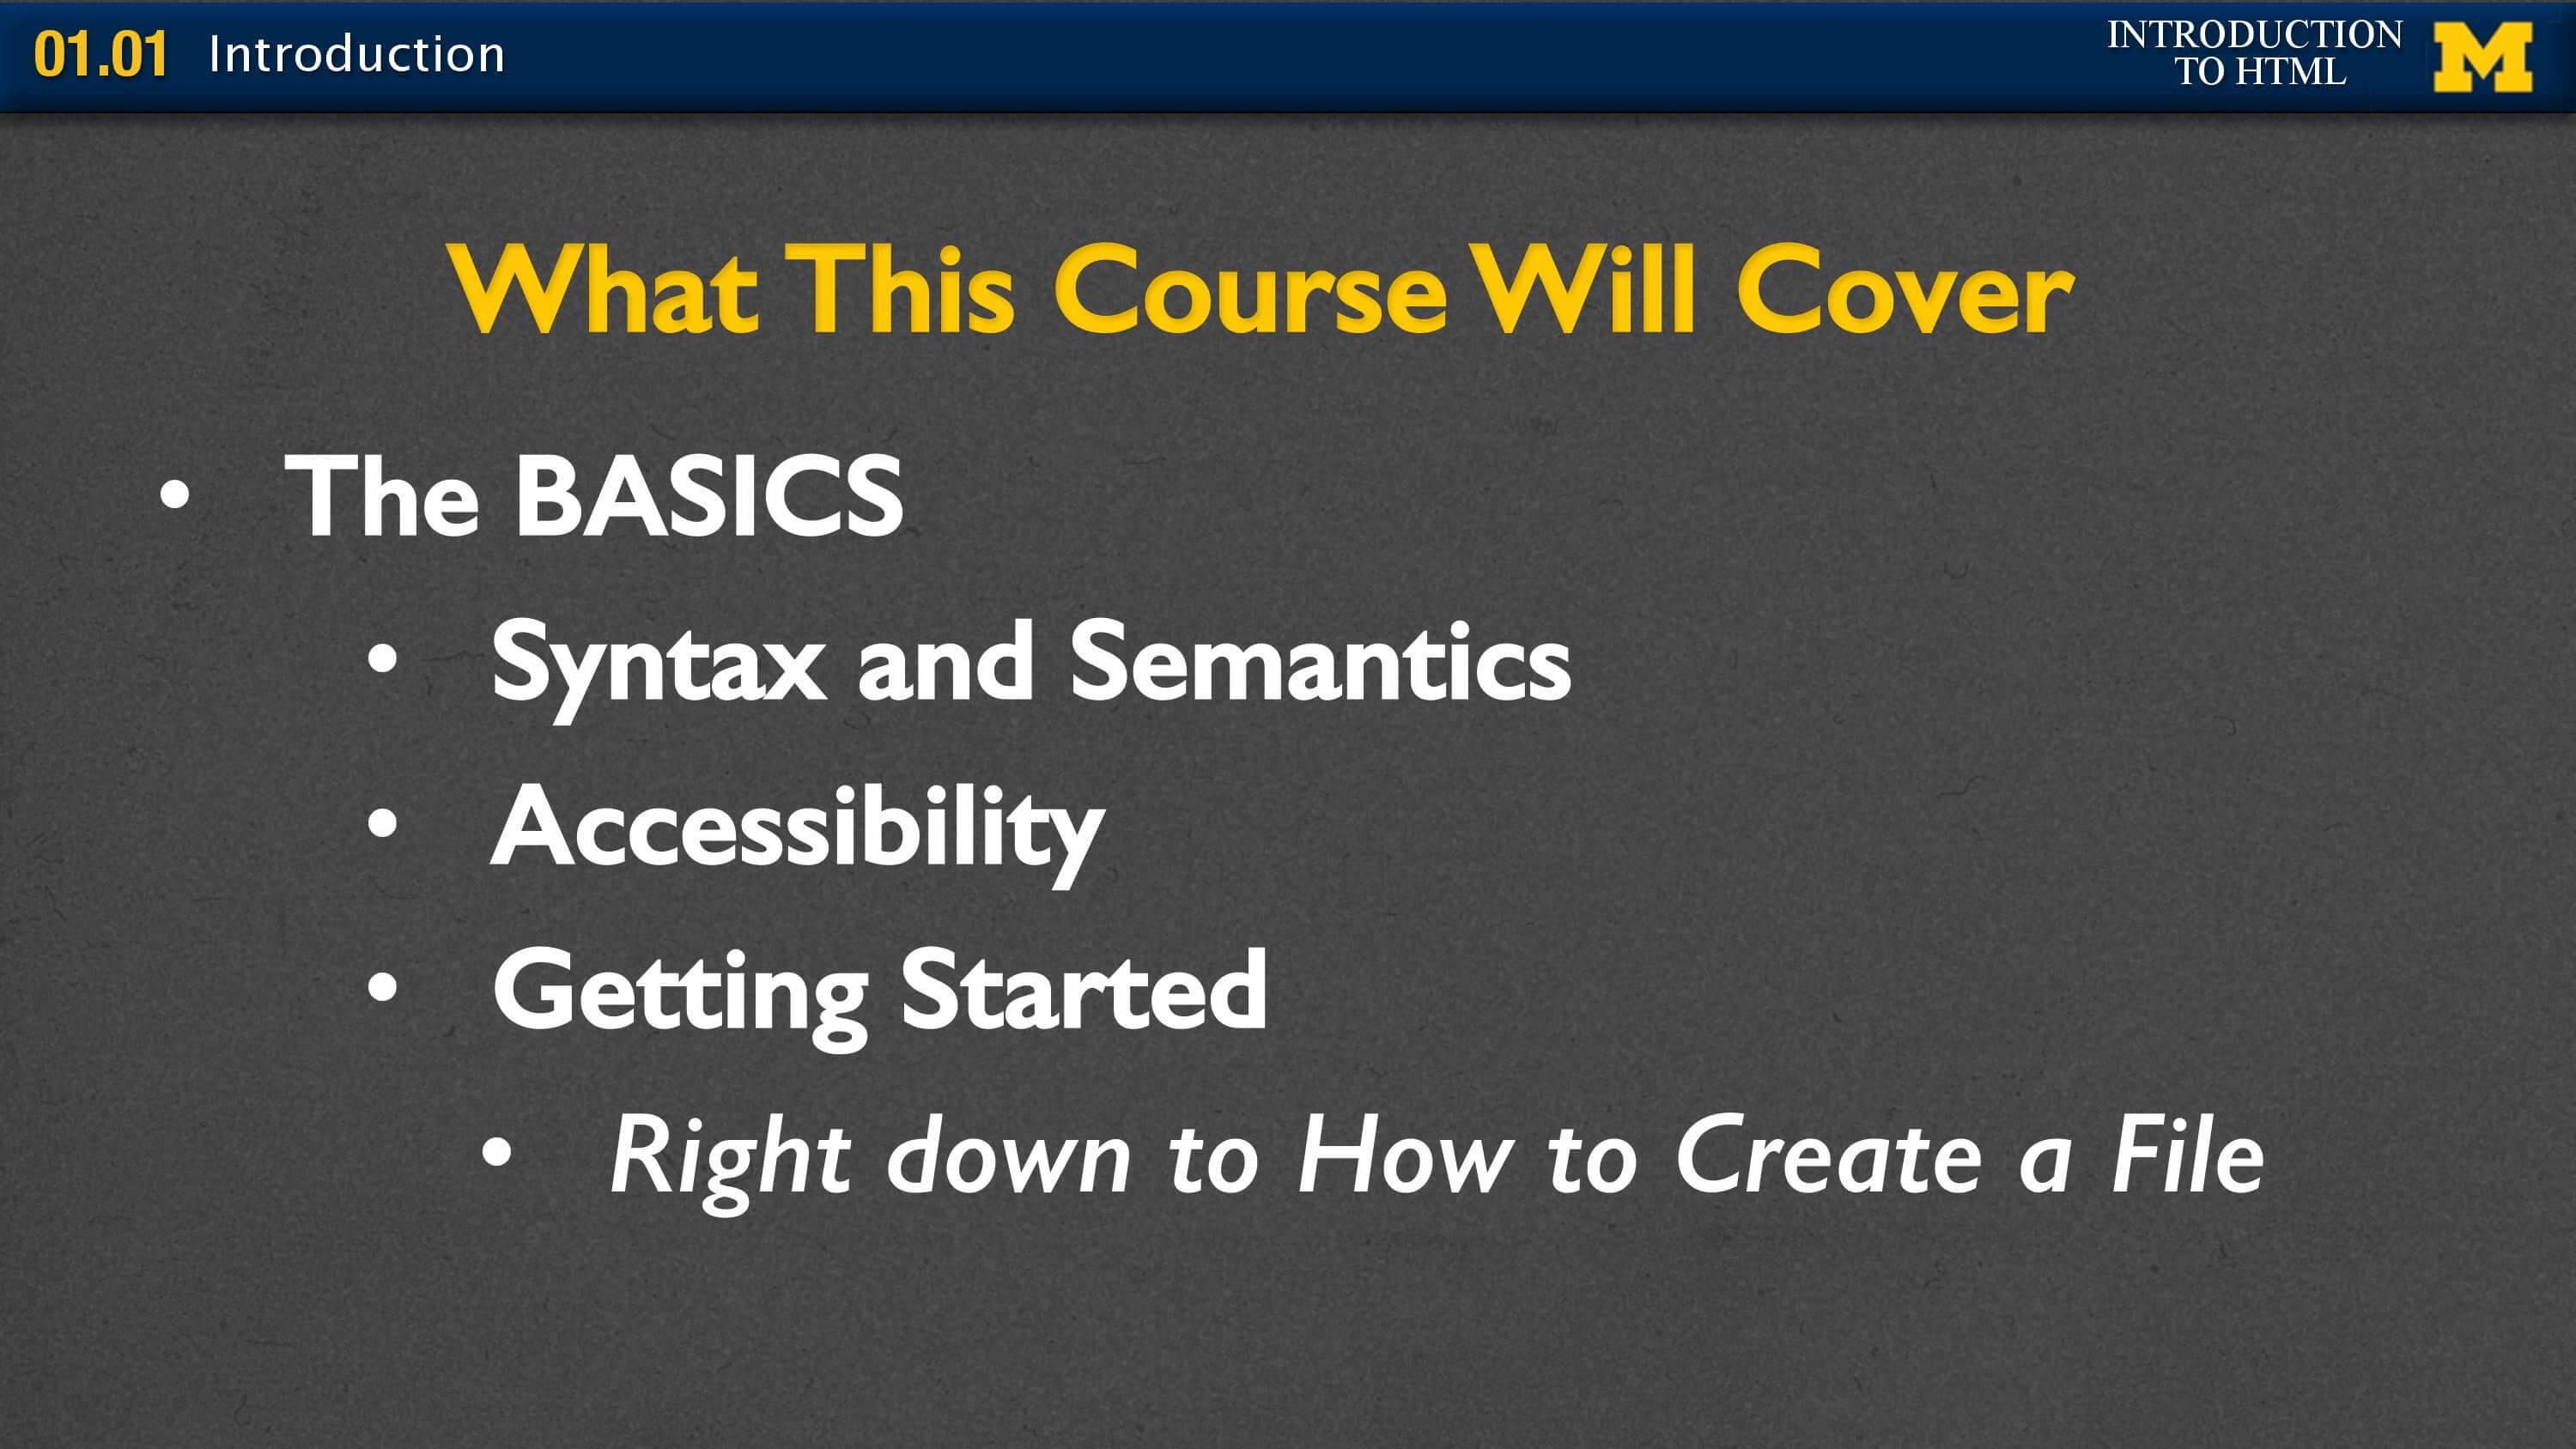 01.01 Introduction
INTRODUCTION
TO HTML
M
What This Course Will Cover
• The BASICS
• Syntax and Semantics
• Accessibility
• Getting Started
• Right down to How to Create a File